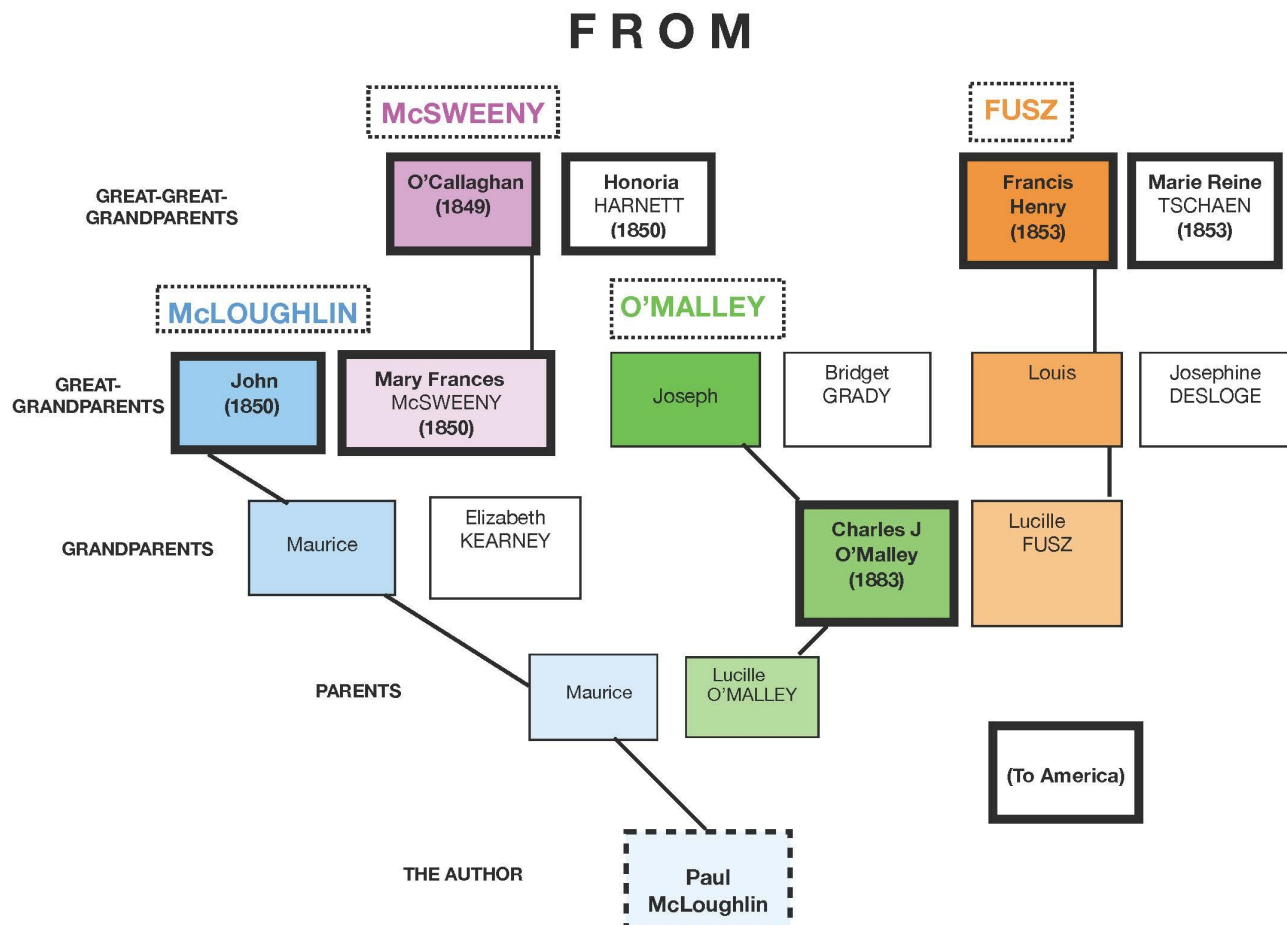 FROM
McSWEENY
FUSZ
GREAT-GREAT-
GRANDPARENTS
O'Callaghan
(1849)
Honoria
HARNETT
(1850)
Francis
Henry
(1853)
Marie Reine
TSCHAEN
(1853)
McLOUGHLIN
O'MALLEY
GREAT-
GRANDPARENTS
John
(1850)
Mary Frances
McSWEENY
(1850)
Joseph
Bridget
GRADY
Louis
Josephine
DESLOGE
GRANDPARENTS
Maurice
Elizabeth
KEARNEY
Charles J
O'Malley
(1883)
Lucille
FUSZ
PARENTS
Maurice
Lucille
O'MALLEY
(To America)
THE AUTHOR
Paul
McLoughlin